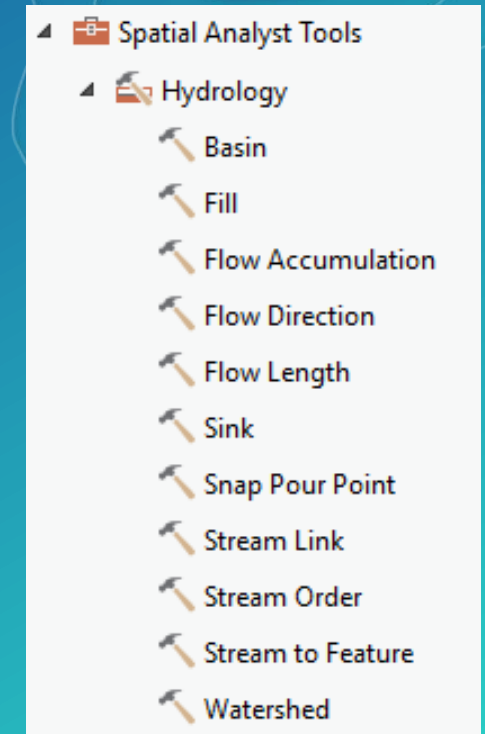 Spatial Analyst Tools
Hydrology
Basin
Fill
Flow Accumulation
Flow Direction
Flow Length
Sink
Snap Pour Point
Stream Link
Stream Order
Stream to Feature
Watershed